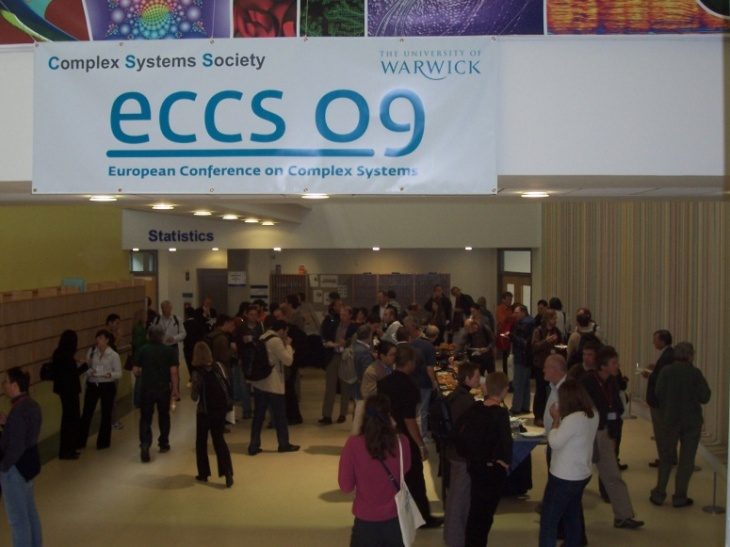 Complex Systems Society
THE UNIVERSITY OF
WARWICK
eccs 09
European Conference on Complex Systems
Statistics